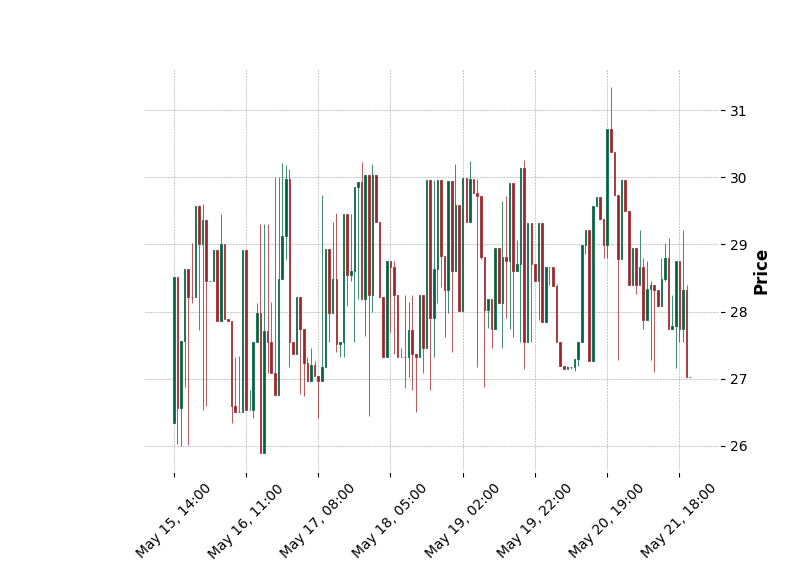 31
30
29
28
27
26
Price
May 15, 14:00
May 16, 11:00
May 17, 08:00
May 18, 05:00
May 19, 02:00
May 19, 22:00
May 20, 19:00
May 21, 18:00